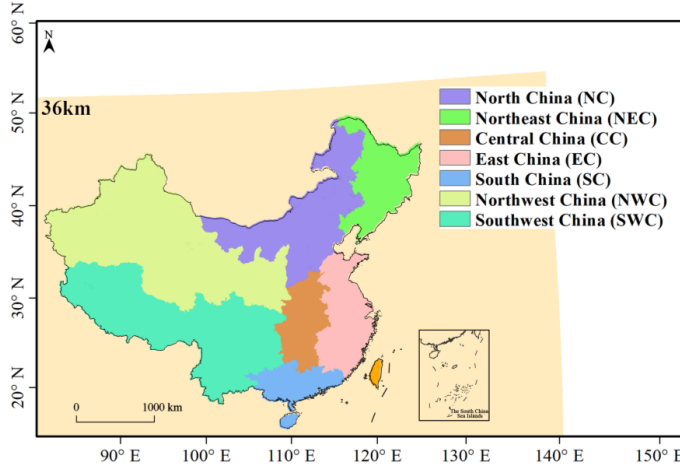 60° N
50° N
40° N
30° N
20° N
N
36km
North China (NC)
Northeast China (NEC)
Central China (CC)
East China (EC)
South China (SC)
Northwest China (NWC)
Southwest China (SWC)
0 1000 km
The South China
Sea Islands
90° E 100° E 110° E 120° E 130° E 140° E 150° E